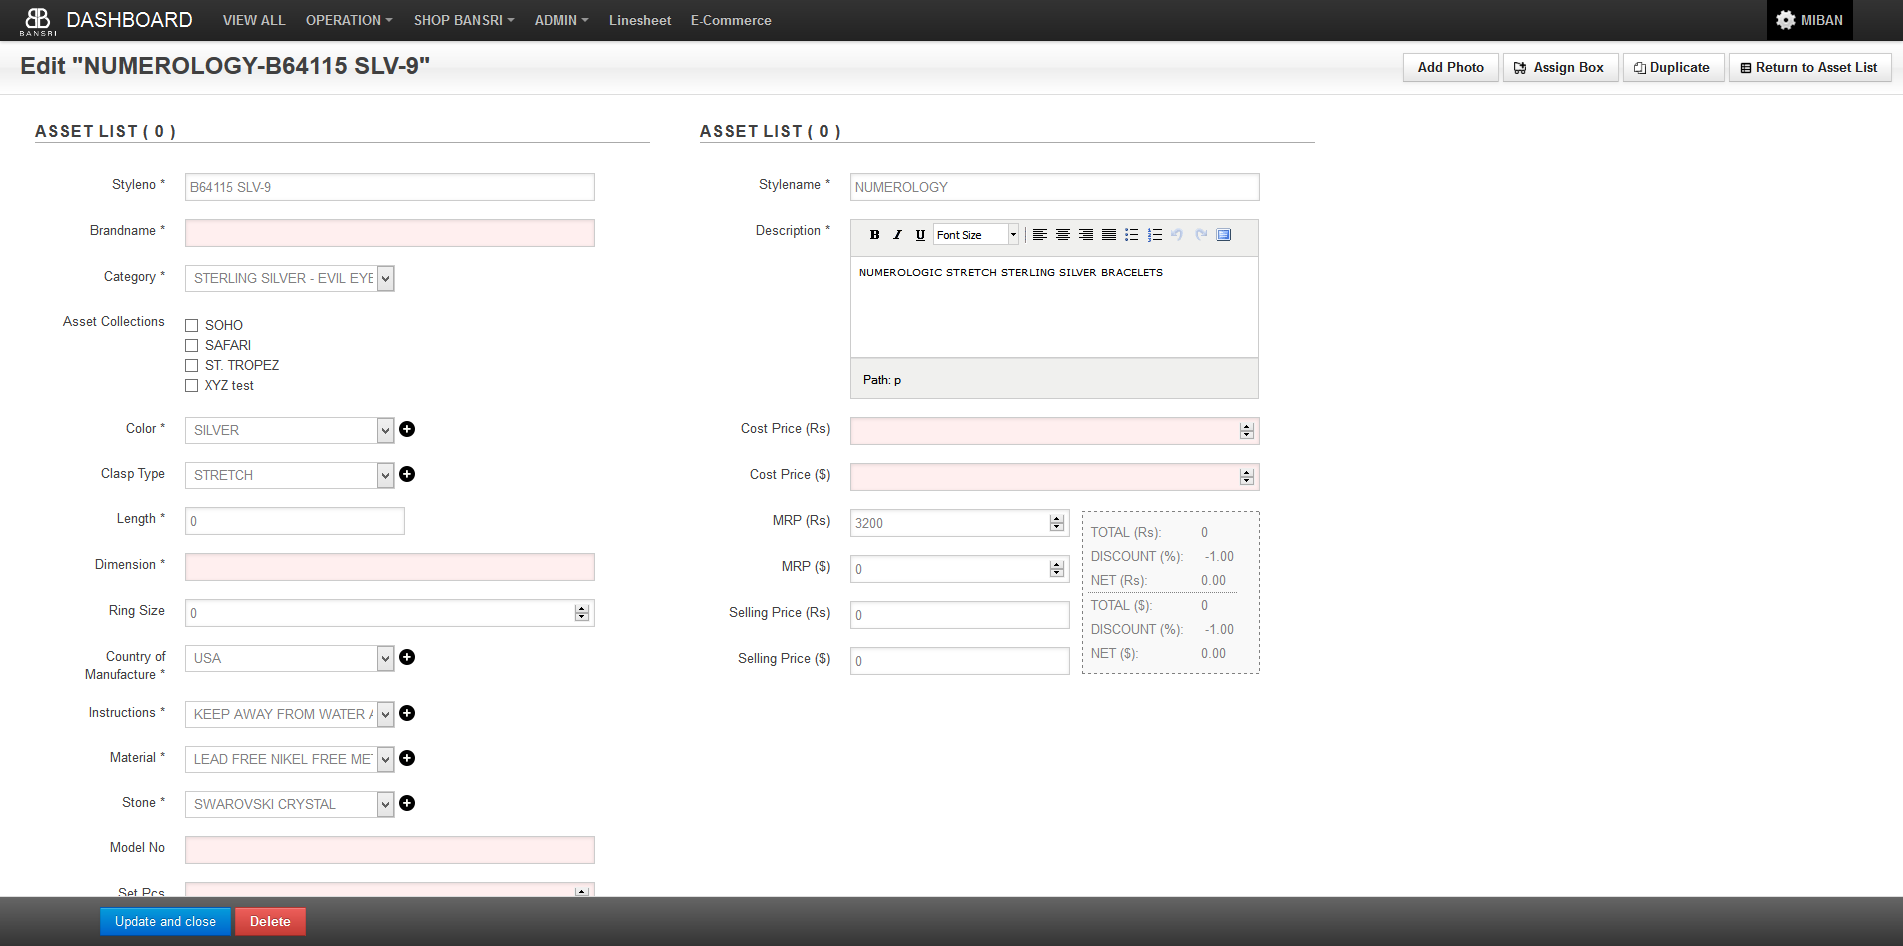 BANSRI
DASHBOARD
VIEW ALL
OPERATION
SHOP BANSRI
ADMIN
Linesheet
E-Commerce
MIBAN
Edit "NUMEROLOGY-B64115 SLV-9"
Add Photo
Assign Box
Duplicate
Return to Asset List
ASSET LIST ( 0 )
Styleno *
B64115 SLV-9
Brandname *
Category *
STERLING SILVER - EVIL EYE
Asset Collections
SOHO
SAFARI
ST. TROPEZ
XYZ test
Color *
SILVER
Clasp Type
STRETCH
Length *
0
Dimension *
Ring Size
0
Country of
Manufacture *
USA
Instructions *
KEEP AWAY FROM WATER
Material *
LEAD FREE NIKEL FREE
Stone *
SWAROVSKI CRYSTAL
Model No
Set Pcs
ASSET LIST ( 0 )
Stylename *
NUMEROLOGY
Description *
B I U Font Size
NUMEROLOGIC STRETCH STERLING SILVER BRACELETS
Path: p
Cost Price (Rs)
Cost Price ($)
MRP (Rs)
3200
MRP ($)
0
Selling Price (Rs)
0
Selling Price ($)
0
TOTAL (Rs): 0
DISCOUNT (%): -1.00
NET (Rs): 0.00
TOTAL ($): 0
DISCOUNT (%): -1.00
NET ($): 0.00
Update and close
Delete